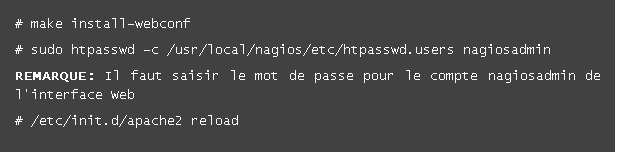 # make install-webconf
# sudo htpasswd -c /usr/local/nagios/etc/htpasswd.users nagiosadmin
REMARQUE: Il faut saisir le mot de passe pour le compte nagiosadmin de
l'interface Web
# /etc/init.d/apache2 reload